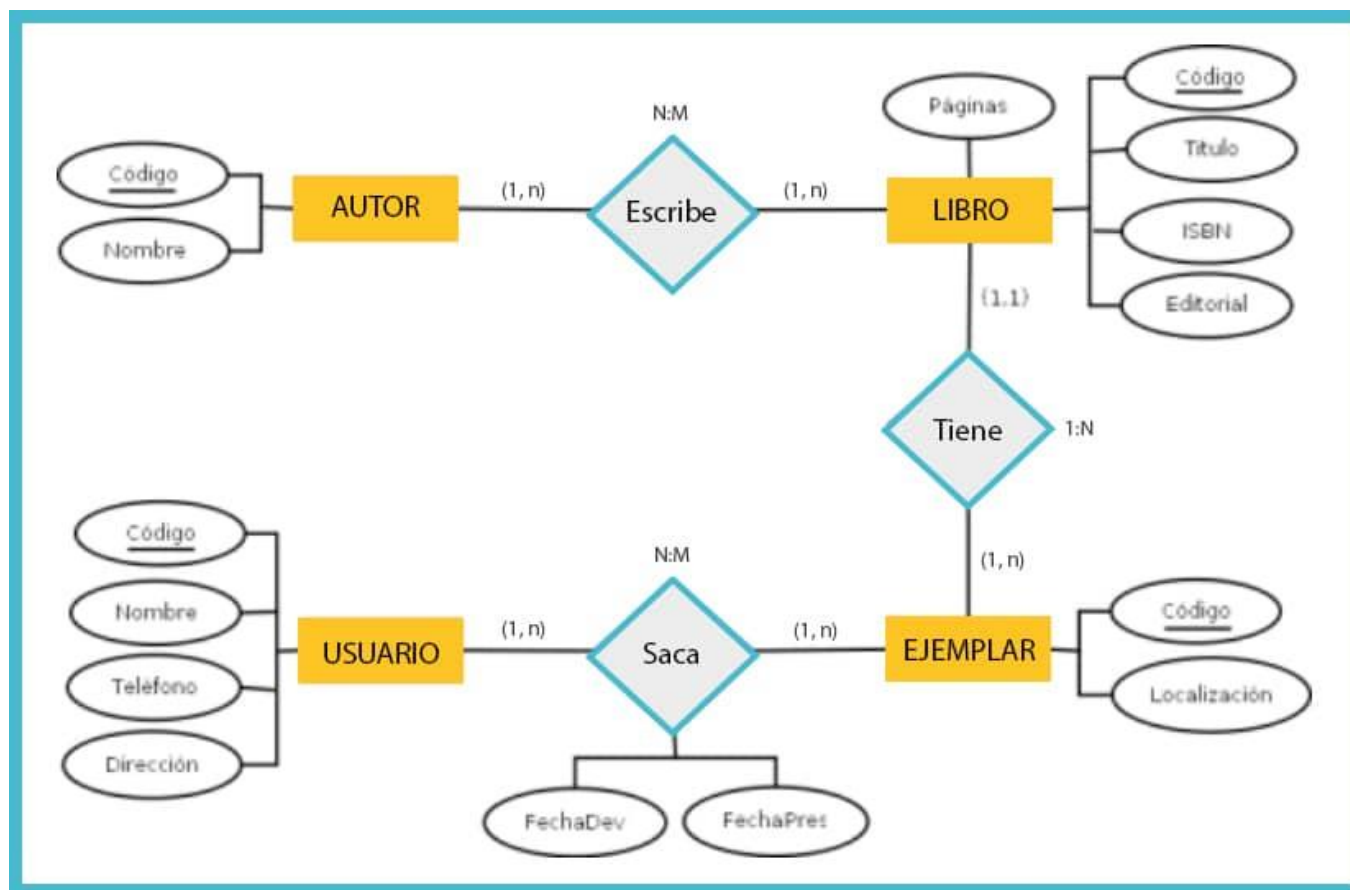 N:M
Páginas
Código
Título
ISBN
Editorial
Código
Nombre
AUTOR
(1, n)
Escribe
(1, n)
LIBRO
(1,1)
Tiene
1:N
(1, n)
Código
Nombre
Teléfono
Dirección
USUARIO
(1, n)
N:M
Saca
(1, n)
EJEMPLAR
Código
Localización
FechaDev
FechaPres